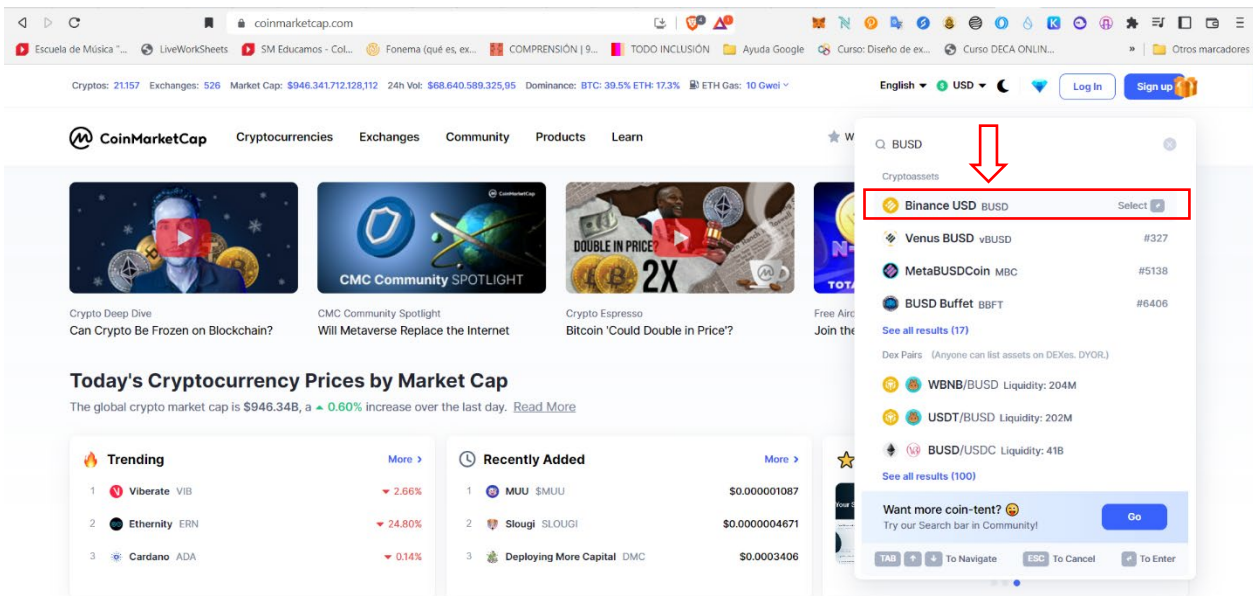 coinmarketcap.com
Escuela de Música "... LiveWorkSheets SM Educamos - Col... Fonema (qué es, ex... COMPRENSIÓN | 9... TODO INCLUSIÓN Ayuda Google Curso: Diseño de ex... Curso DECA ONLIN... » Otros marcadores
Cryptos: 21.157 Exchanges: 526 Market Cap: $946.341.712.128,112 24h Vol: $68.640.589.325,95 Dominance: BTC: 39.5% ETH: 17.3% ETH Gas: 10 Gwei
English USD Log In Sign up
CoinMarketCap Cryptocurrencies Exchanges Community Products Learn W
BUSD
Cryptoassets
Binance USD BUSD Select
Venus BUSD vBUSD #327
MetaBUSDCoin MBC #5138
BUSD Buffet BBFT #6406
See all results (17)
Dex Pairs (Anyone can list assets on DEXes. DYOR.)
WBNB/BUSD Liquidity: 204M
USDT/BUSD Liquidity: 202M
BUSD/USDC Liquidity: 41B
See all results (100)
Want more coin-tent?
Try our Search bar in Community!
Go
TAB To Navigate ESC To Cancel To Enter
CoinMarketCap
CMC Community SPOTLIGHT
DOUBLE IN PRICE?
2X
N-
TOTA
Crypto Deep Dive
Can Crypto Be Frozen on Blockchain?
CMC Community Spotlight
Will Metaverse Replace the Internet
Crypto Espresso
Bitcoin 'Could Double in Price'?
Free Airc
Join the
Today's Cryptocurrency Prices by Market Cap
The global crypto market cap is $946.34B, a 0.60% increase over the last day. Read More
Trending More
1 Viberate VIB 2.66%
2 Ethernity ERN 24.80%
3 Cardano ADA 0.14%
Recently Added More
1 MUU $MUU $0.000001087
2 Slougi SLOUGI $0.0000004671
3 Deploying More Capital DMC $0.0003406